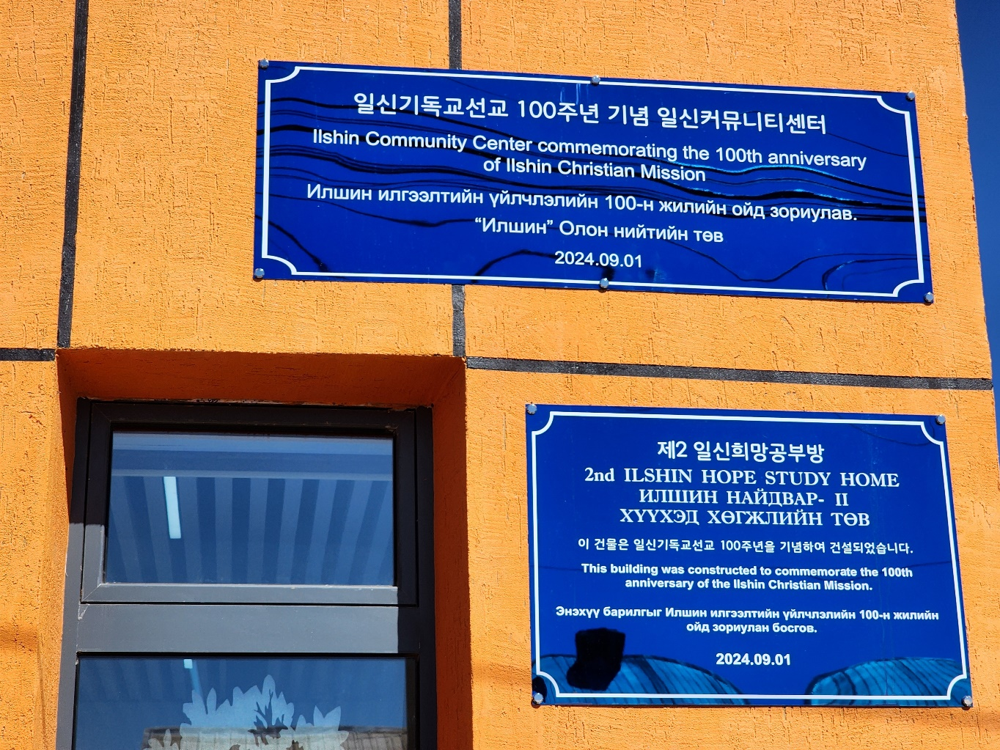 일신기독교선교 100주년 기념 일신커뮤니티센터
Ilshin Community Center commemorating the 100th anniversary
of Ilshin Christian Mission
Илшин илгээлтийн үйлчлэлийн 100-н жилийн ойд зориулав.
“Илшин” Олон нийтийн төв
2024.09.01
제2 일신희망공부방
2nd ILSHIN HOPE STUDY HOME
ИЛШИН НАЙДВАР- II
ХҮҮХЭД ХӨГЖЛИЙН ТӨВ
이 건물은 일신기독교선교 100주년을 기념하여 건설되었습니다.
This building was constructed to commemorate the 100th
anniversary of the Ilshin Christian Mission.
Энэхүү барилгыг Илшин илгээлтийн үйлчлэлийн 100-н жилийн
ойд зориулан босгов.
2024.09.01